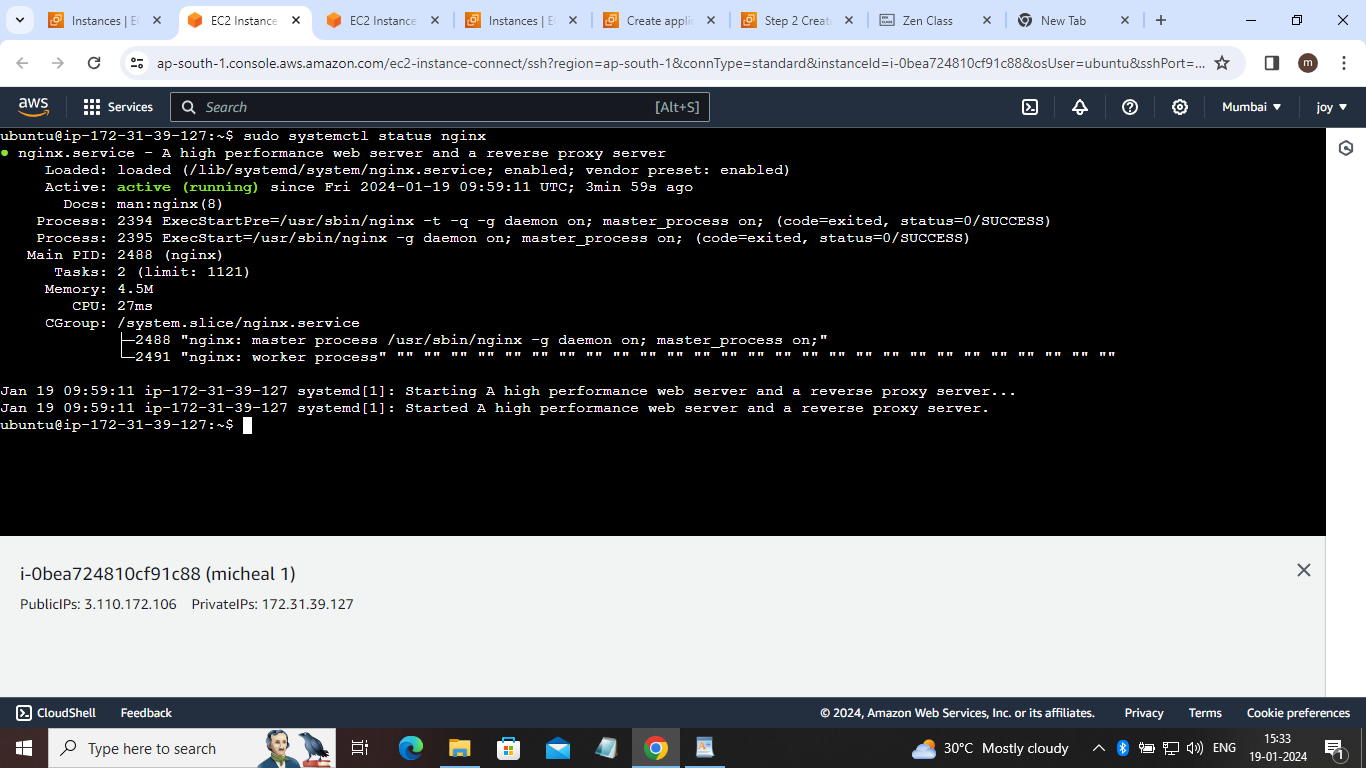 Instances | E
EC2 Instance
EC2 Instance
Instances | E
Create appli
Step 2 Creat
Zen Class
New Tab
ap-south-1.console.aws.amazon.com/ec2-instance-connect/ssh?region=ap-south-1&connType=standard&instanceId=i-0bea724810cf91c88&osUser=ubuntu&sshPort=...
m
aws
Services
Search
[Alt+S]
Mumbai
joy
ubuntu@ip-172-31-39-127:~$ sudo systemctl status nginx
● nginx.service - A high performance web server and a reverse proxy server
Loaded: loaded (/lib/systemd/system/nginx.service; enabled; vendor preset: enabled)
Active: active (running) since Fri 2024-01-19 09:59:11 UTC; 3min 59s ago
Docs: man:nginx(8)
Process: 2394 ExecStartPre=/usr/sbin/nginx -t -q -g daemon on; master_process on; (code=exited, status=0/SUCCESS)
Process: 2395 ExecStart=/usr/sbin/nginx -g daemon on; master_process on; (code=exited, status=0/SUCCESS)
Main PID: 2488 (nginx)
Tasks: 2 (limit: 1121)
Memory: 4.5M
CPU: 27ms
CGroup: /system.slice/nginx.service
├─2488 "nginx: master process /usr/sbin/nginx -g daemon on; master_process on;"
└─2491 "nginx: worker process" "" "" "" "" "" "" "" "" "" "" "" "" "" "" "" "" "" "" "" "" "" "" "" "" "" "" ""
Jan 19 09:59:11 ip-172-31-39-127 systemd[1]: Starting A high performance web server and a reverse proxy server...
Jan 19 09:59:11 ip-172-31-39-127 systemd[1]: Started A high performance web server and a reverse proxy server.
ubuntu@ip-172-31-39-127:~$
i-0bea724810cf91c88 (micheal 1)
PublicIPs: 3.110.172.106 PrivateIPs: 172.31.39.127
CloudShell
Feedback
© 2024, Amazon Web Services, Inc. or its affiliates.
Privacy
Terms
Cookie preferences
Type here to search
30°C Mostly cloudy
ENG
15:33
19-01-2024
1